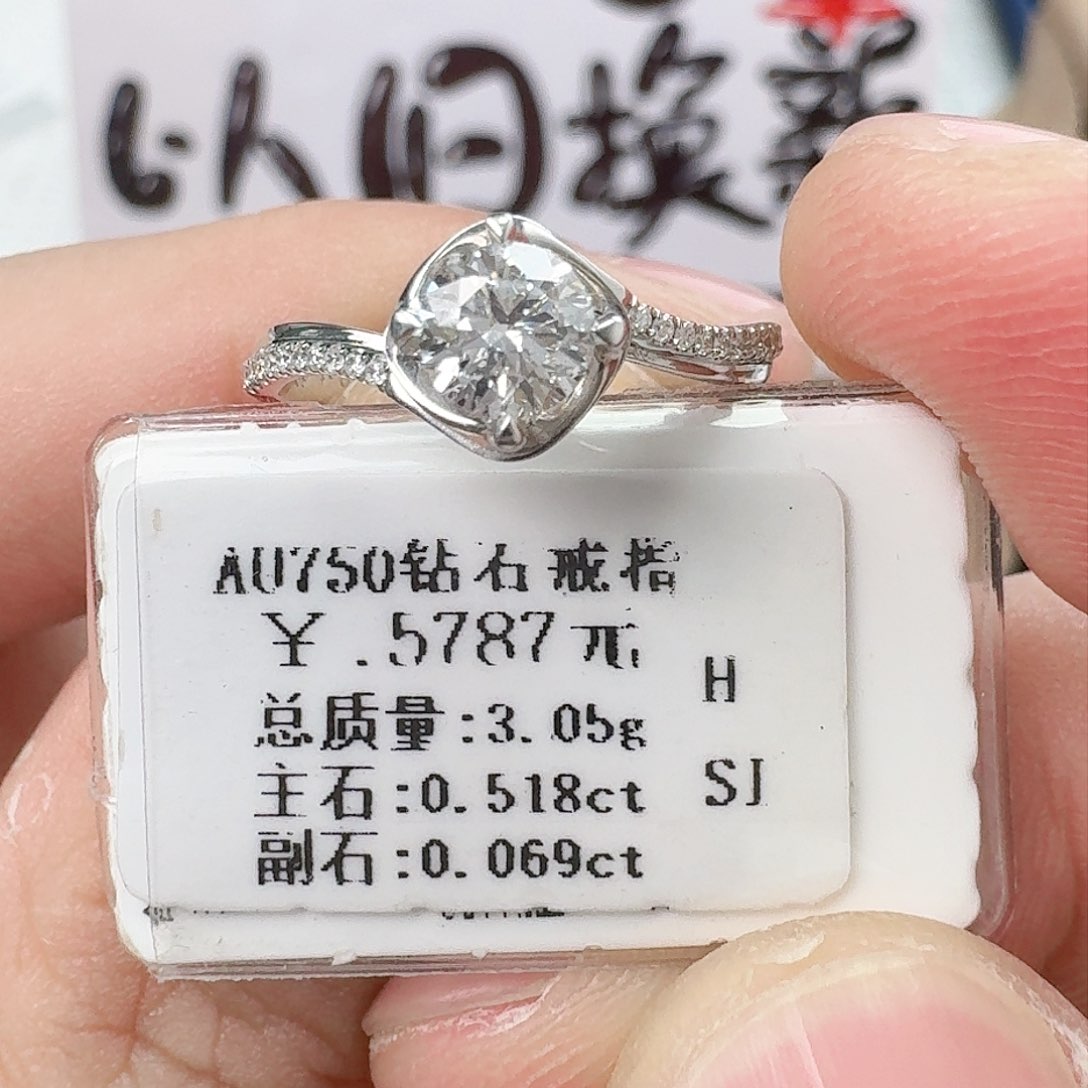 以旧换新
AU750钻石戒指
￥.5787元
H
总质量:3.05g
SJ
主石:0.518ct
副石:0.069ct